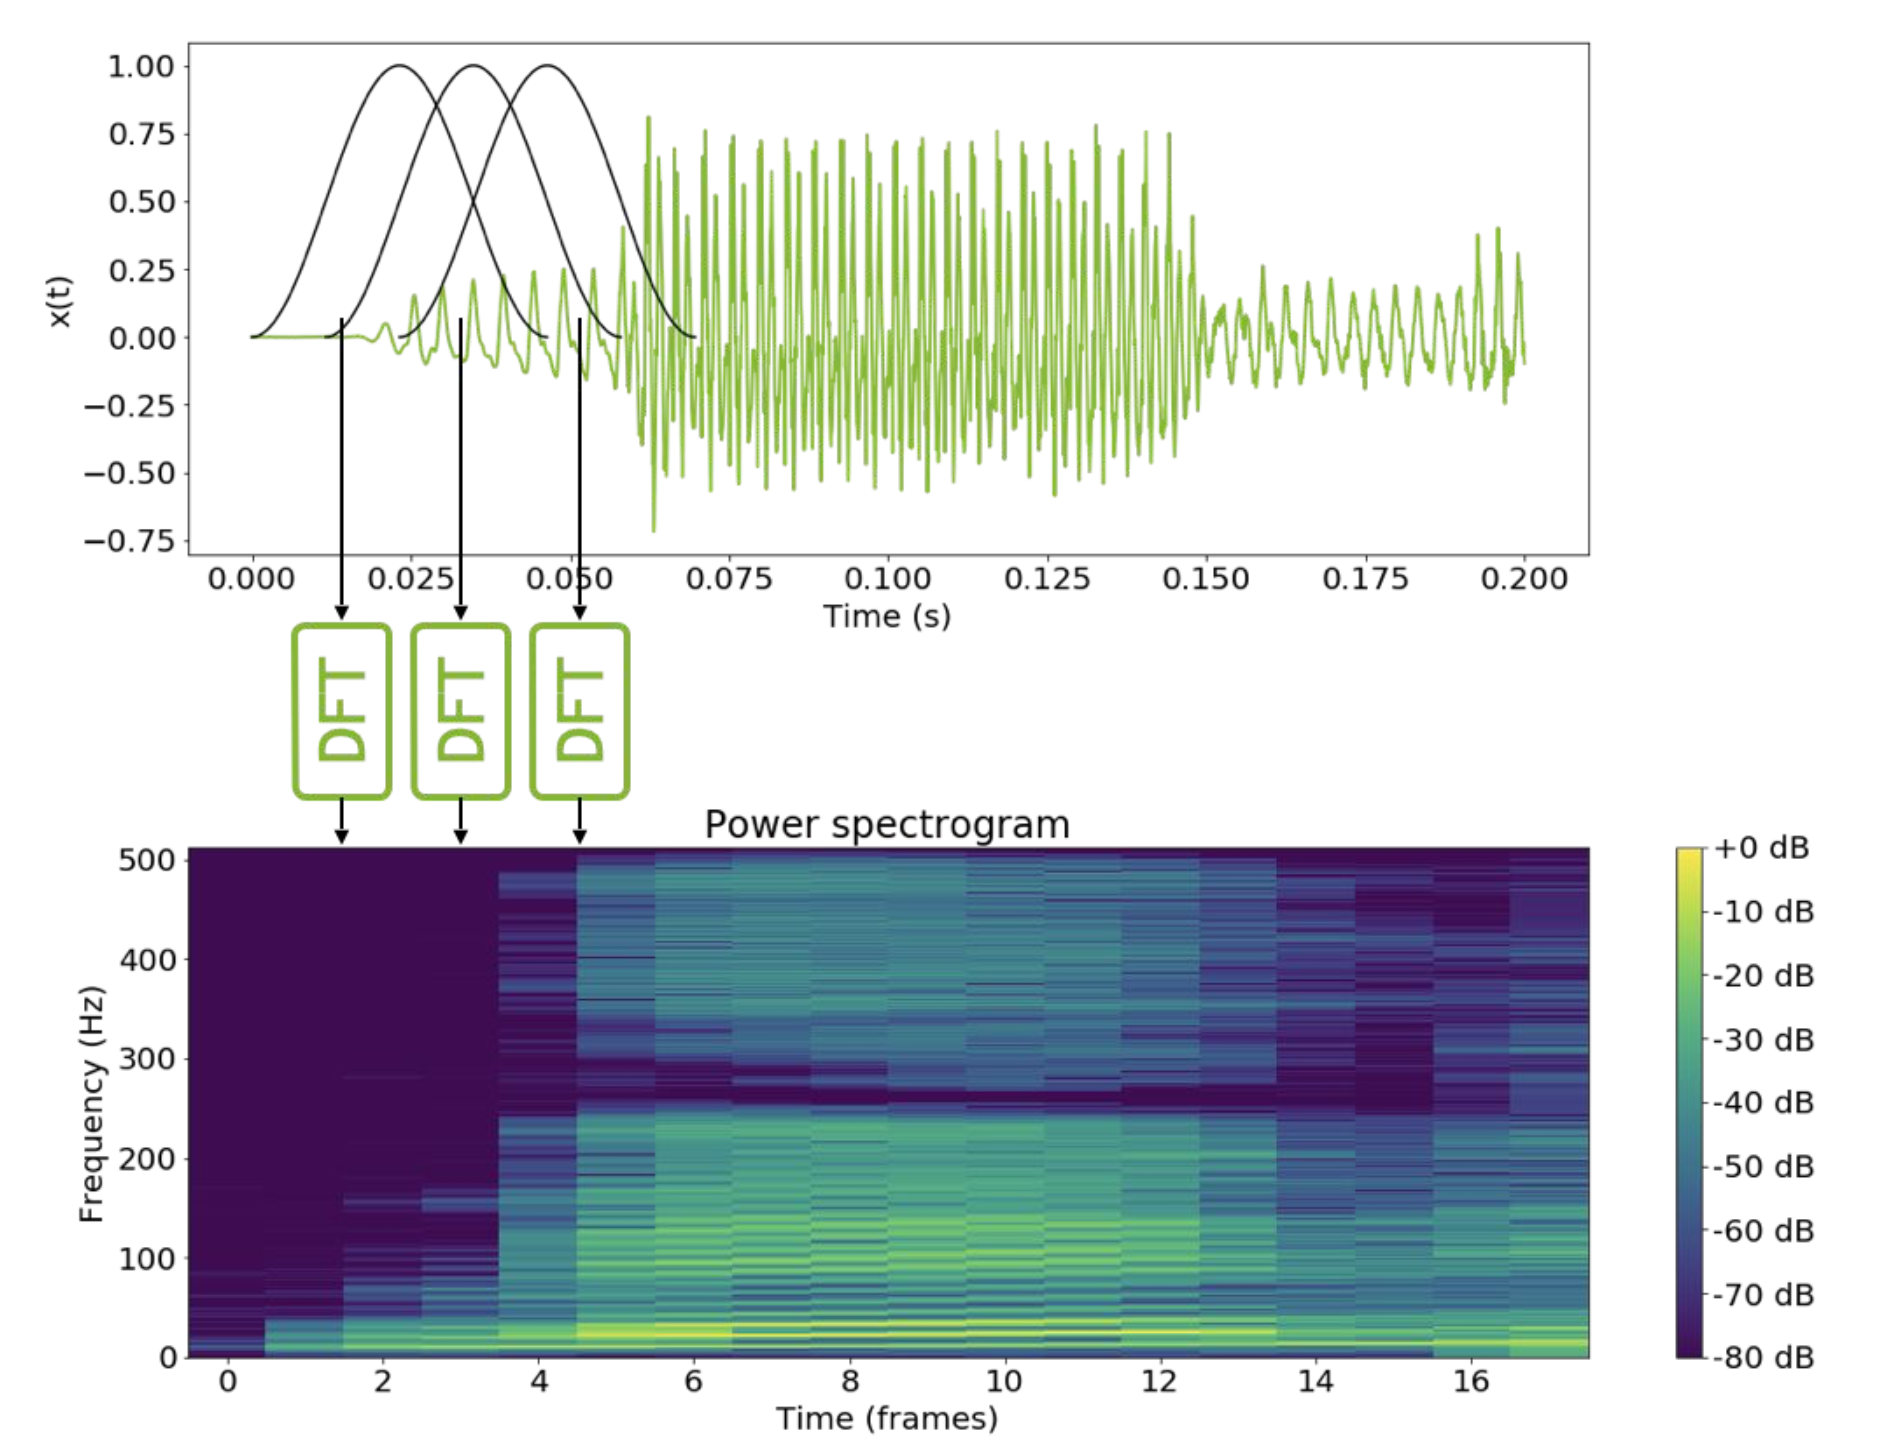 1.00
0.75
0.50
0.25
0.00
−0.25
−0.50
−0.75
x(t)
0.000 0.025 0.050 0.075 0.100 0.125 0.150 0.175 0.200
Time (s)
DFT DFT DFT
Power spectrogram
500
400
300
200
100
0
Frequency (Hz)
0 2 4 6 8 10 12 14 16
Time (frames)
+0 dB
-10 dB
-20 dB
-30 dB
-40 dB
-50 dB
-60 dB
-70 dB
-80 dB